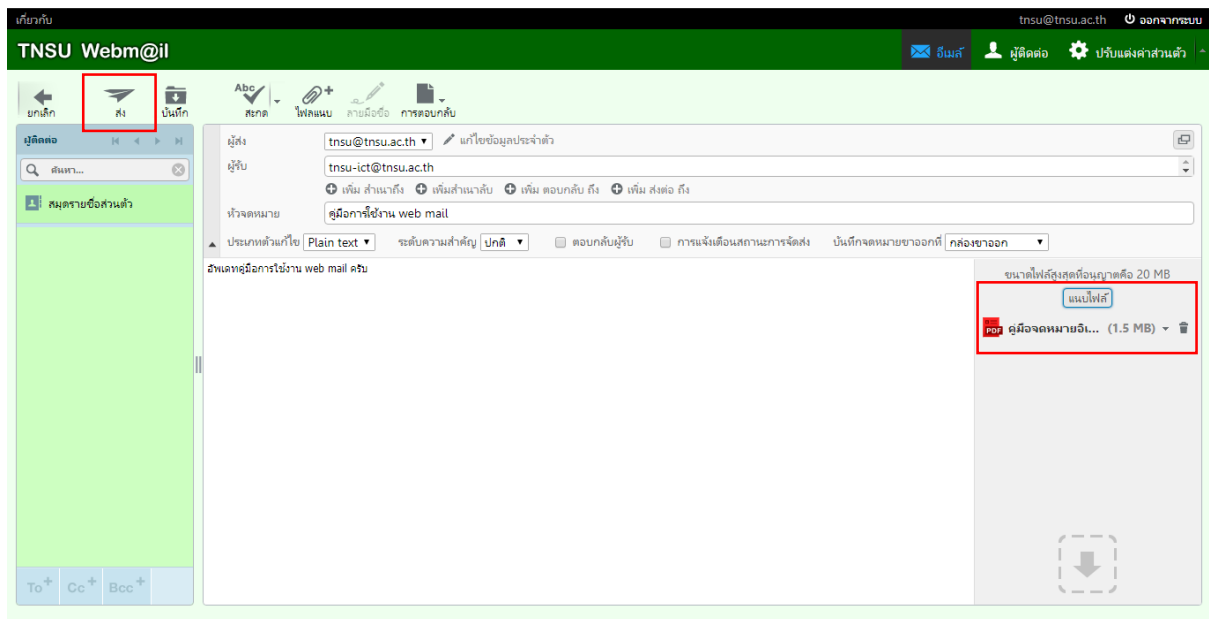 เกี่ยวกับ
tnsu@tnsu.ac.th ออกจากระบบ
TNSU Webm@il
อีเมล์ ผู้ติดต่อ ปรับแต่งค่าส่วนตัว
ยกเลิก ส่ง บันทึก สะกด ไฟล์แนบ ลายมือชื่อ การตอบกลับ
Abc
ผู้ติดต่อ
ค้นหา...
สมุดรายชื่อส่วนตัว
ผู้ส่ง tnsu@tnsu.ac.th แก้ไขข้อมูลประจำตัว
ผู้รับ tnsu-ict@tnsu.ac.th
เพิ่ม สำเนาถึง เพิ่มสำเนาลับ เพิ่ม ตอบกลับ ถึง เพิ่ม ส่งต่อ ถึง
หัวจดหมาย คู่มือการใช้งาน web mail
ประเภทตัวแก้ไข Plain text ระดับความสำคัญ ปกติ ตอบกลับผู้รับ การแจ้งเตือนสถานะการจัดส่ง บันทึกจดหมายขาออกที่ กล่องขาออก
อัพเดทคู่มือการใช้งาน web mail ครับ
ขนาดไฟล์สูงสุดที่อนุญาตคือ 20 MB
แนบไฟล์
PDF คู่มือจดหมายอิเ... (1.5 MB)
To+ Cc+ Bcc+